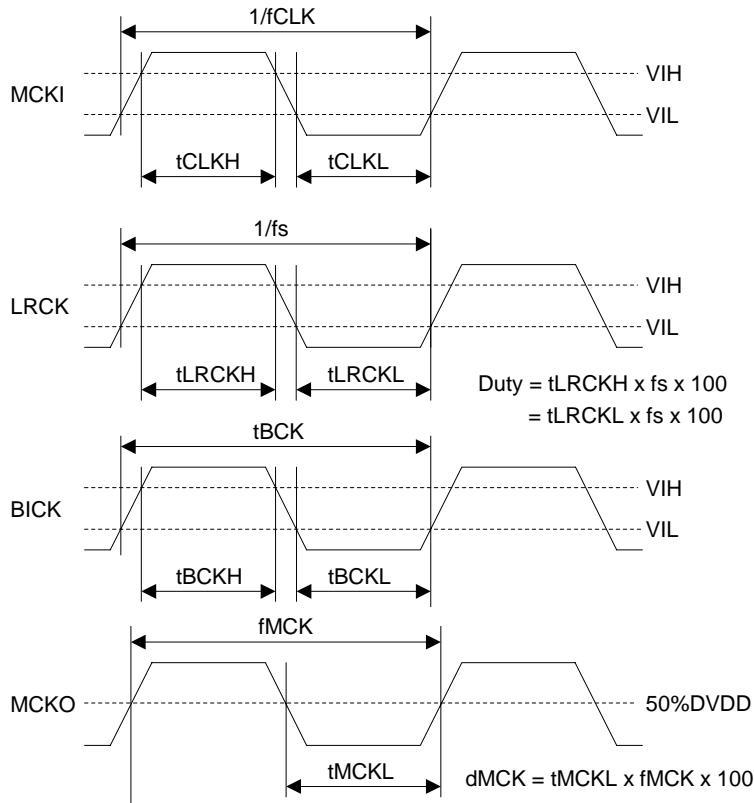 1/fCLK
VIH
MCKI
VIL
tCLKH
tCLKL
1/fs
VIH
LRCK
VIL
tLRCKH
tLRCKL
Duty = tLRCKH x fs x 100
= tLRCKL x fs x 100
tBCK
VIH
BICK
VIL
tBCKH
tBCKL
fMCK
MCKO
50%DVDD
tMCKL
dMCK = tMCKL x fMCK x 100